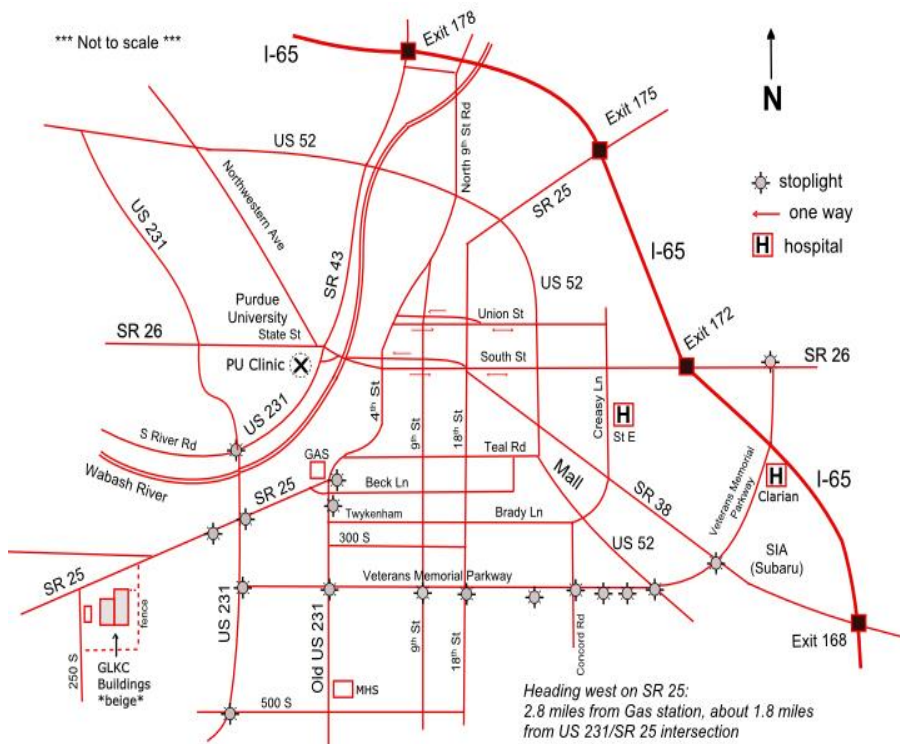 *** Not to scale ***
I-65
Exit 178
N
Exit 175
US 52
North 9th St Rd
Northwestern Ave
SR 25
stoplight
one way
H hospital
US 231
SR 43
I-65
US 52
Purdue
University
State St
Union St
Exit 172
SR 26
South St
SR 26
PU Clinic
4th St
9th St
18th St
Creasy Ln
H
St E
US 231
S River Rd
GAS
Teal Rd
Mall
SR 38
Veterans Memorial
Parkway
H
Clarian
I-65
Wabash River
SR 25
Beck Ln
Twykenham
Brady Ln
300 S
US 52
SIA
(Subaru)
SR 25
Veterans Memorial Parkway
fence
US 231
Old US 231
9th St
18th St
Concord Rd
Exit 168
250 S
GLKC
Buildings
*beige*
MHS
500 S
Heading west on SR 25:
2.8 miles from Gas station, about 1.8 miles
from US 231/SR 25 intersection